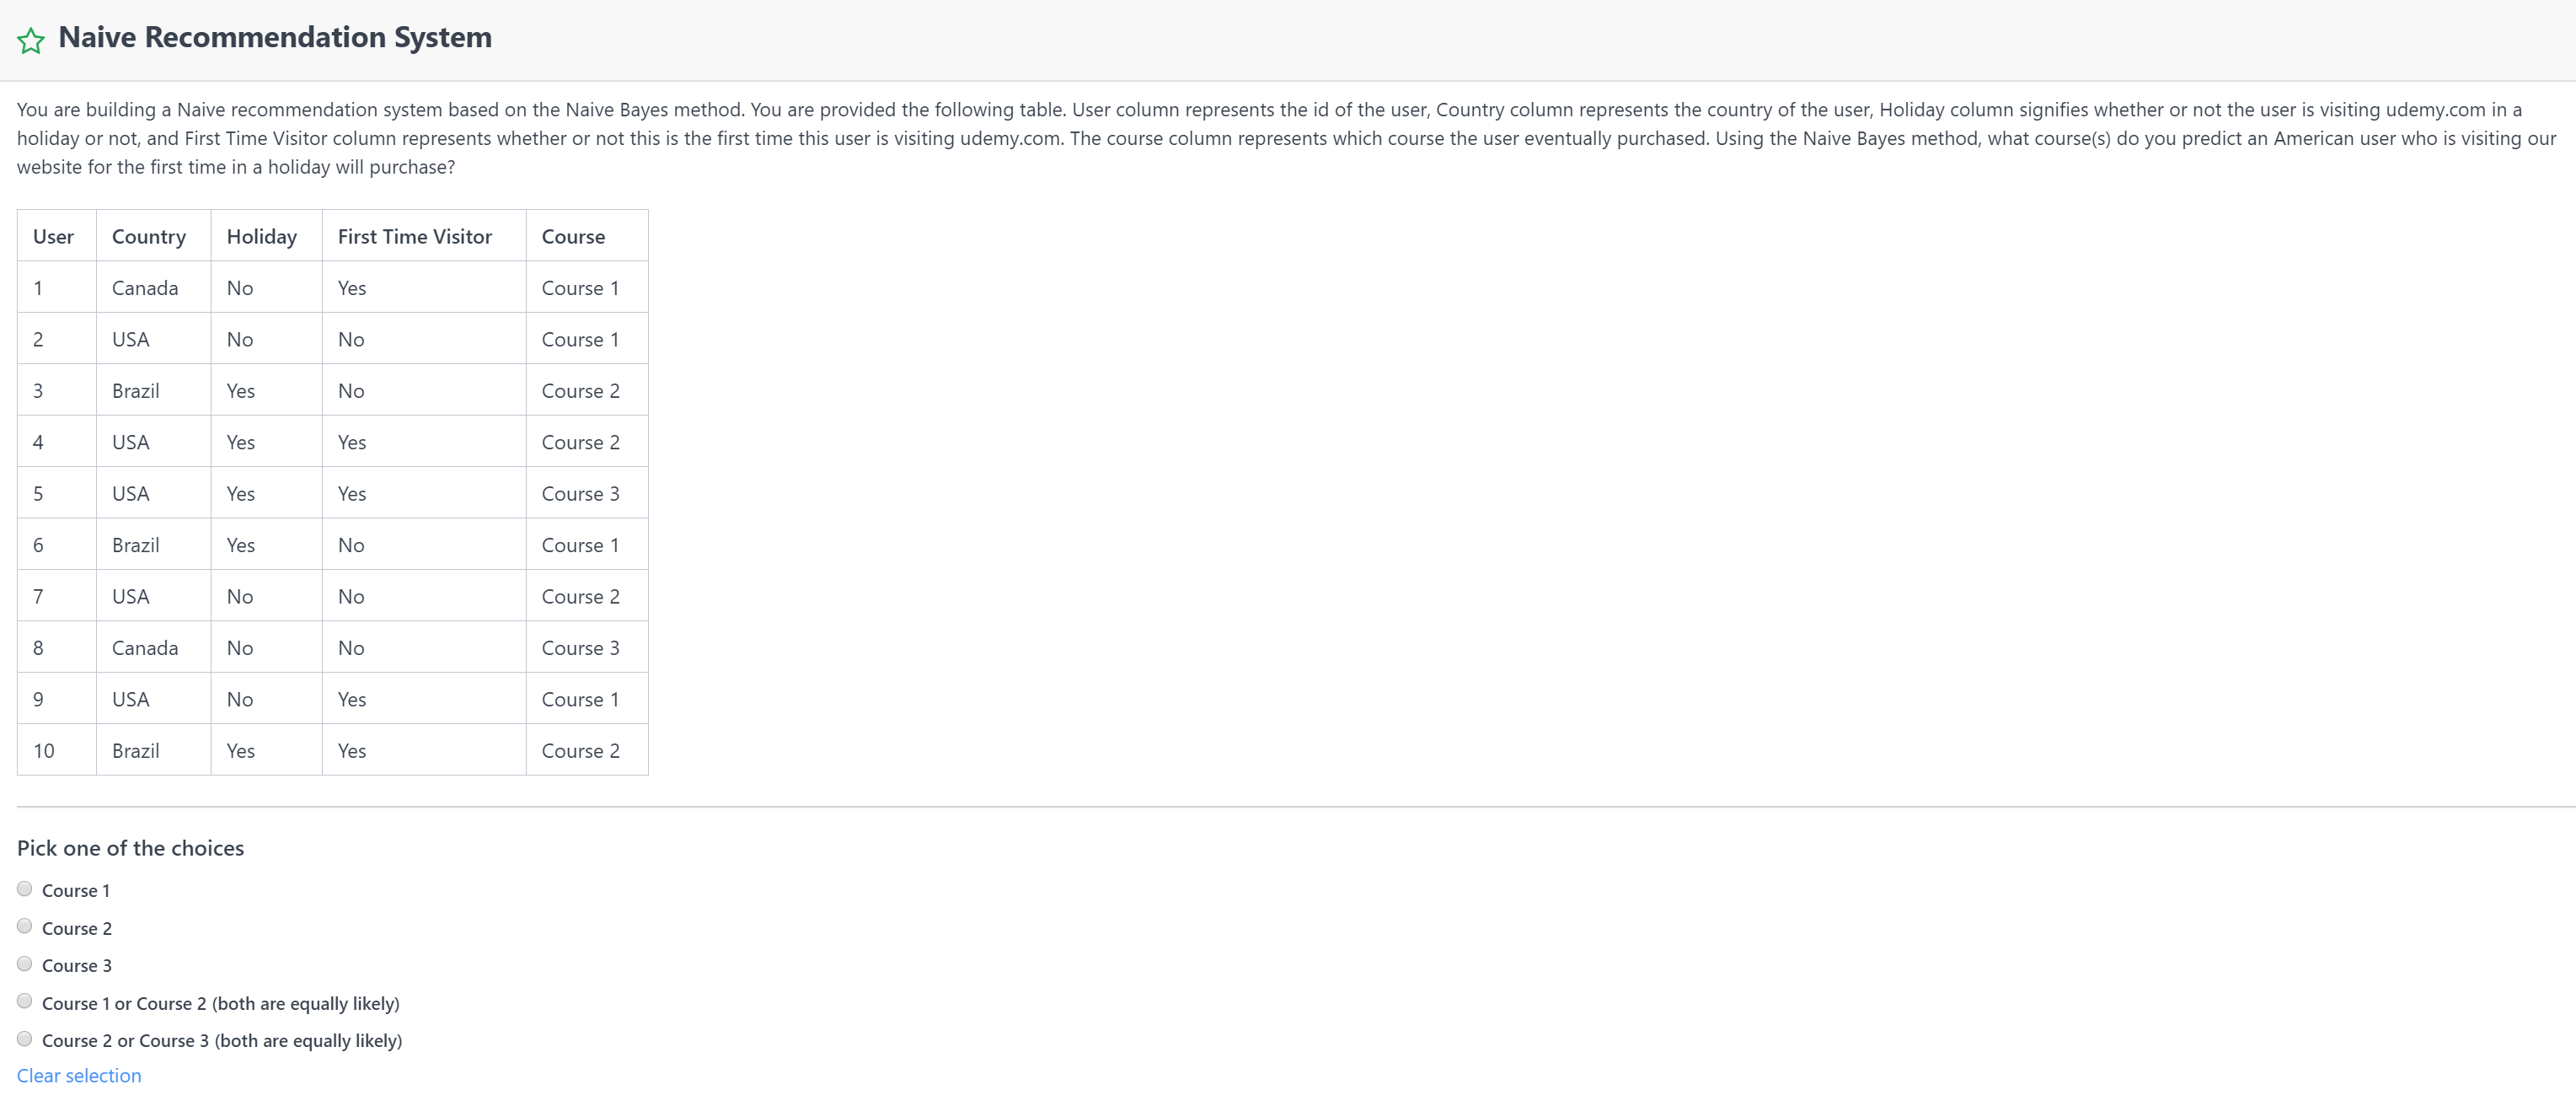 Naive Recommendation System
You are building a Naive recommendation system based on the Naive Bayes method. You are provided the following table. User column represents the id of the user, Country column represents the country of the user, Holiday column signifies whether or not the user is visiting udemy.com in a
holiday or not, and First Time Visitor column represents whether or not this is the first time this user is visiting udemy.com. The course column represents which course the user eventually purchased. Using the Naive Bayes method, what course(s) do you predict an American user who is visiting our
website for the first time in a holiday will purchase?
User Country Holiday First Time Visitor Course
1 Canada No Yes Course 1
2 USA No No Course 1
3 Brazil Yes No Course 2
4 USA Yes Yes Course 2
5 USA Yes Yes Course 3
6 Brazil Yes No Course 1
7 USA No No Course 2
8 Canada No No Course 3
9 USA No Yes Course 1
10 Brazil Yes Yes Course 2
Pick one of the choices
Course 1
Course 2
Course 3
Course 1 or Course 2 (both are equally likely)
Course 2 or Course 3 (both are equally likely)
Clear selection